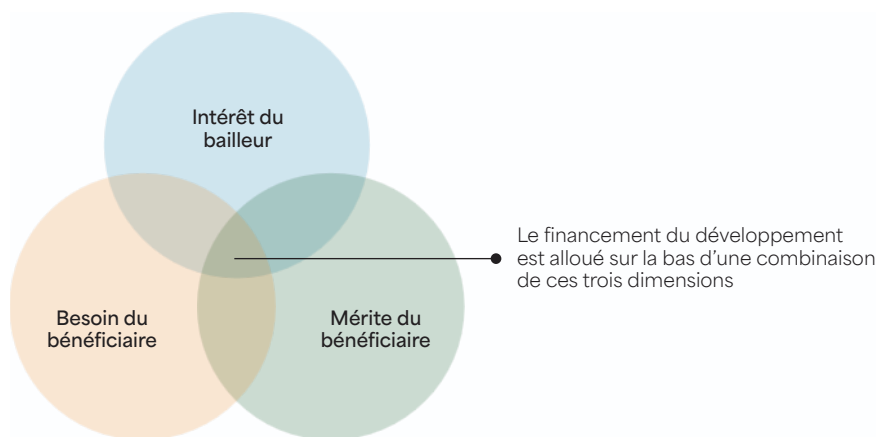 Intérêt du
bailleur
Le financement du développement
est alloué sur la bas d'une combinaison
de ces trois dimensions
Besoin du
bénéficiaire
Mérite du
bénéficiaire